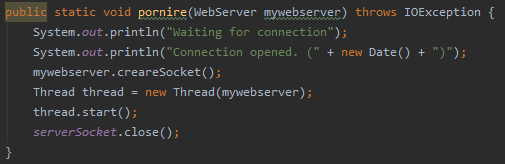 public static void pornire(WebServer mywebserver) throws IOException {
System.out.println("Waiting for connection");
System.out.println("Connection opened. (" + new Date() + ")");
mywebserver.creareSocket();
Thread thread = new Thread(mywebserver);
thread.start();
serverSocket.close();
}